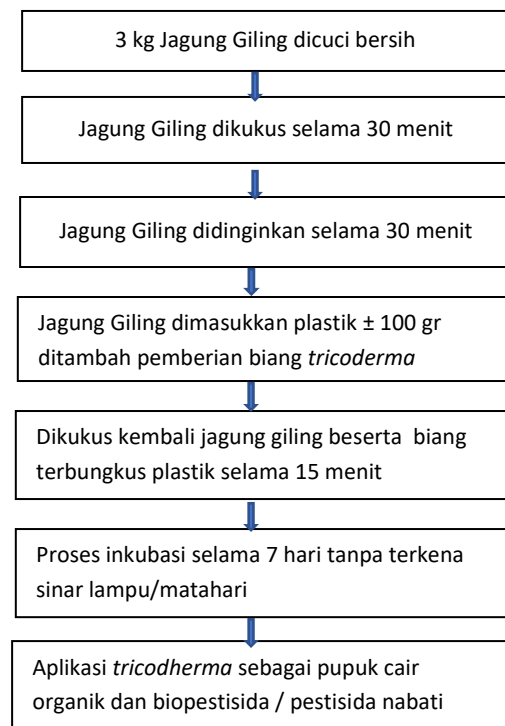 3 kg Jagung Giling dicuci bersih
Jagung Giling dikukus selama 30 menit
Jagung Giling didinginkan selama 30 menit
Jagung Giling dimasukkan plastik ± 100 gr
ditambah pemberian biang tricoderma
Dikukus kembali jagung giling beserta biang
terbungkus plastik selama 15 menit
Proses inkubasi selama 7 hari tanpa terkena
sinar lampu/matahari
Aplikasi tricodherma sebagai pupuk cair
organik dan biopestisida / pestisida nabati